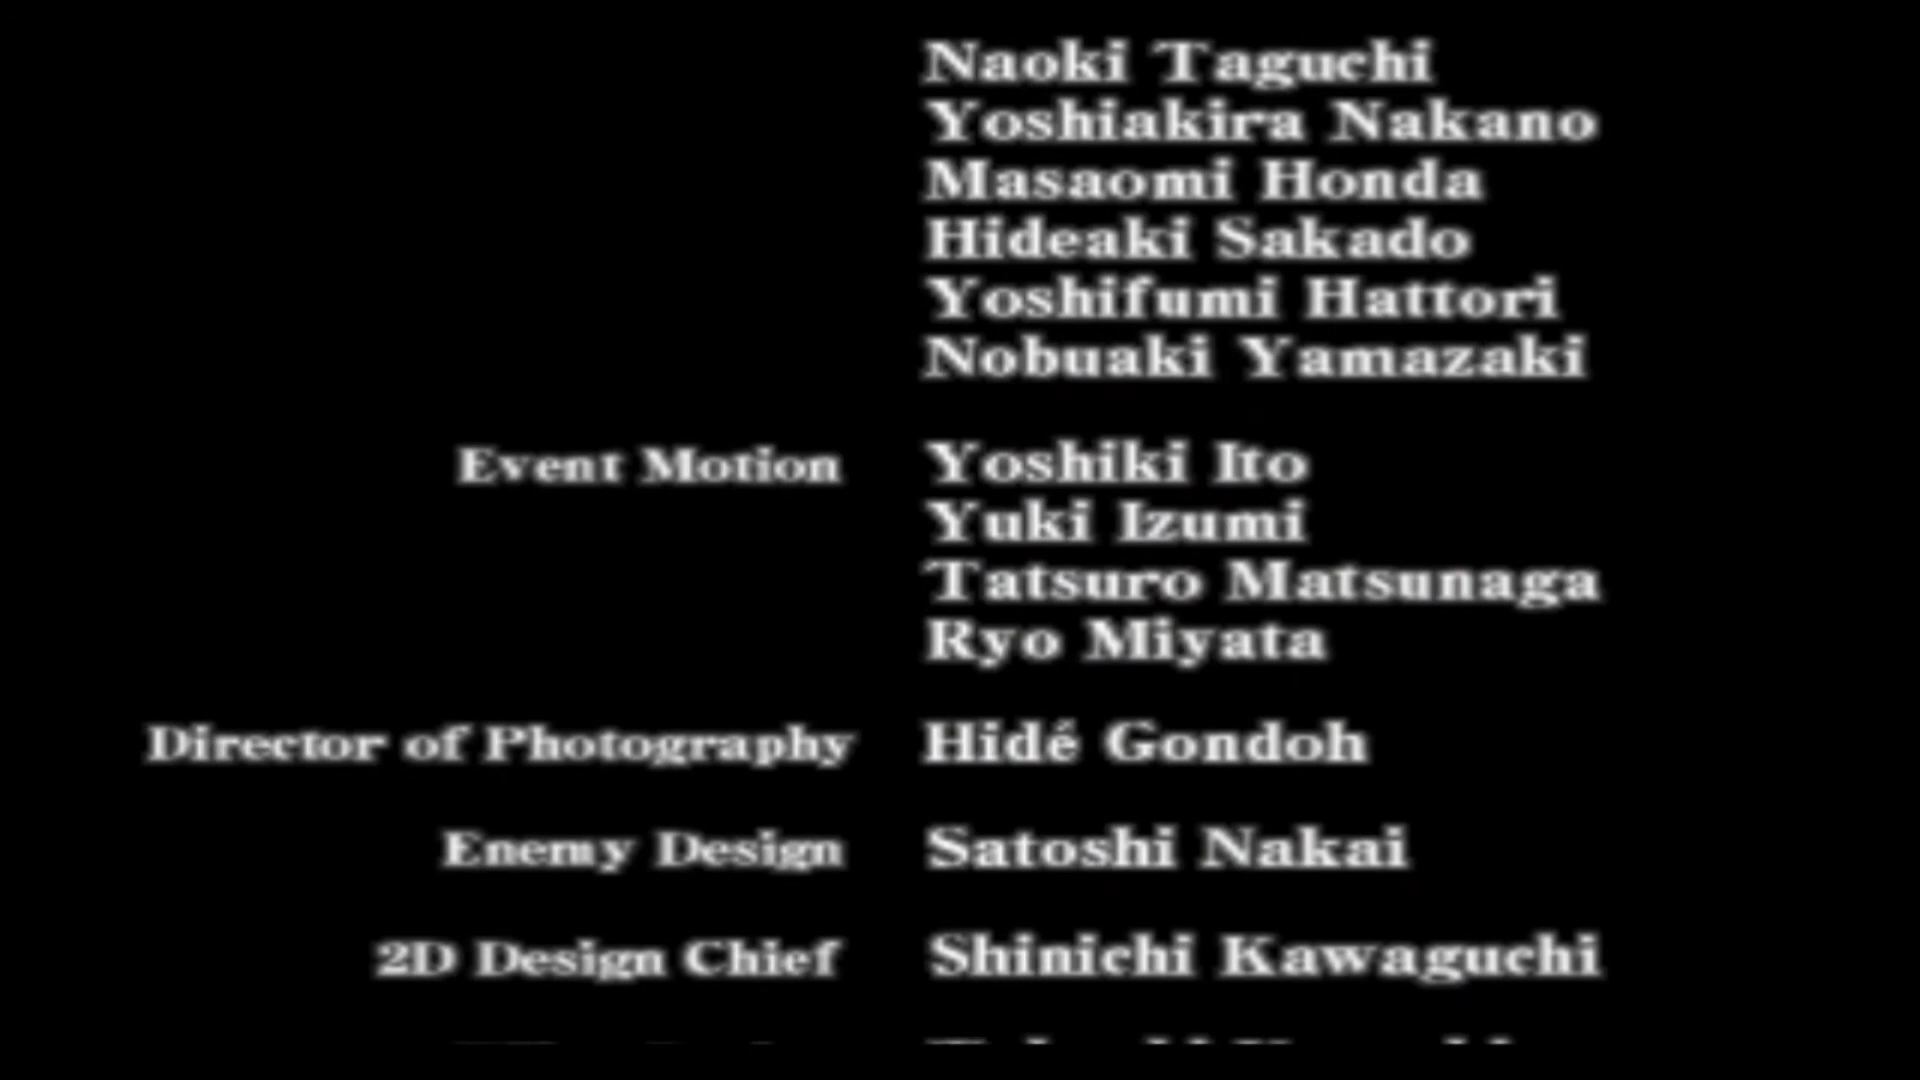 Naoki Taguchi
Yoshiakira Nakano
Masaomi Honda
Hideaki Sakado
Yoshifumi Hattori
Nobuaki Yamazaki
Event Motion Yoshiki Ito
Yuki Izumi
Tatsuro Matsunaga
Ryo Miyata
Director of Photography Hidé Gondoh
Enemy Design Satoshi Nakai
2D Design Chief Shinichi Kawaguchi